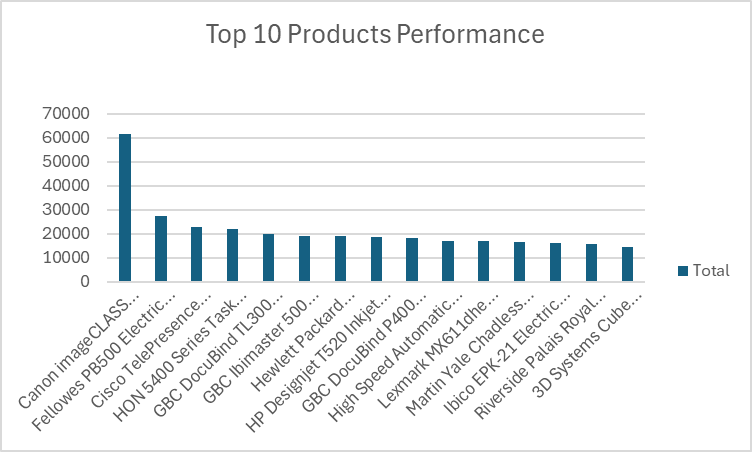 Top 10 Products Performance
70000
60000
50000
40000
30000
20000
10000
0
Canon imageCLASS...
Fellowes PB500 Electric...
Cisco TelePresence...
HON 5400 Series Task...
GBC DocuBind TL300...
GBC Ibimaster 500...
Hewlett Packard...
HP Designjet T520 Inkjet...
GBC DocuBind P400...
High Speed Automatic...
Lexmark MX611dhe...
Martin Yale Chadless...
Ibico EPK-21 Electric...
Riverside Palais Royal...
3D Systems Cube...
Total